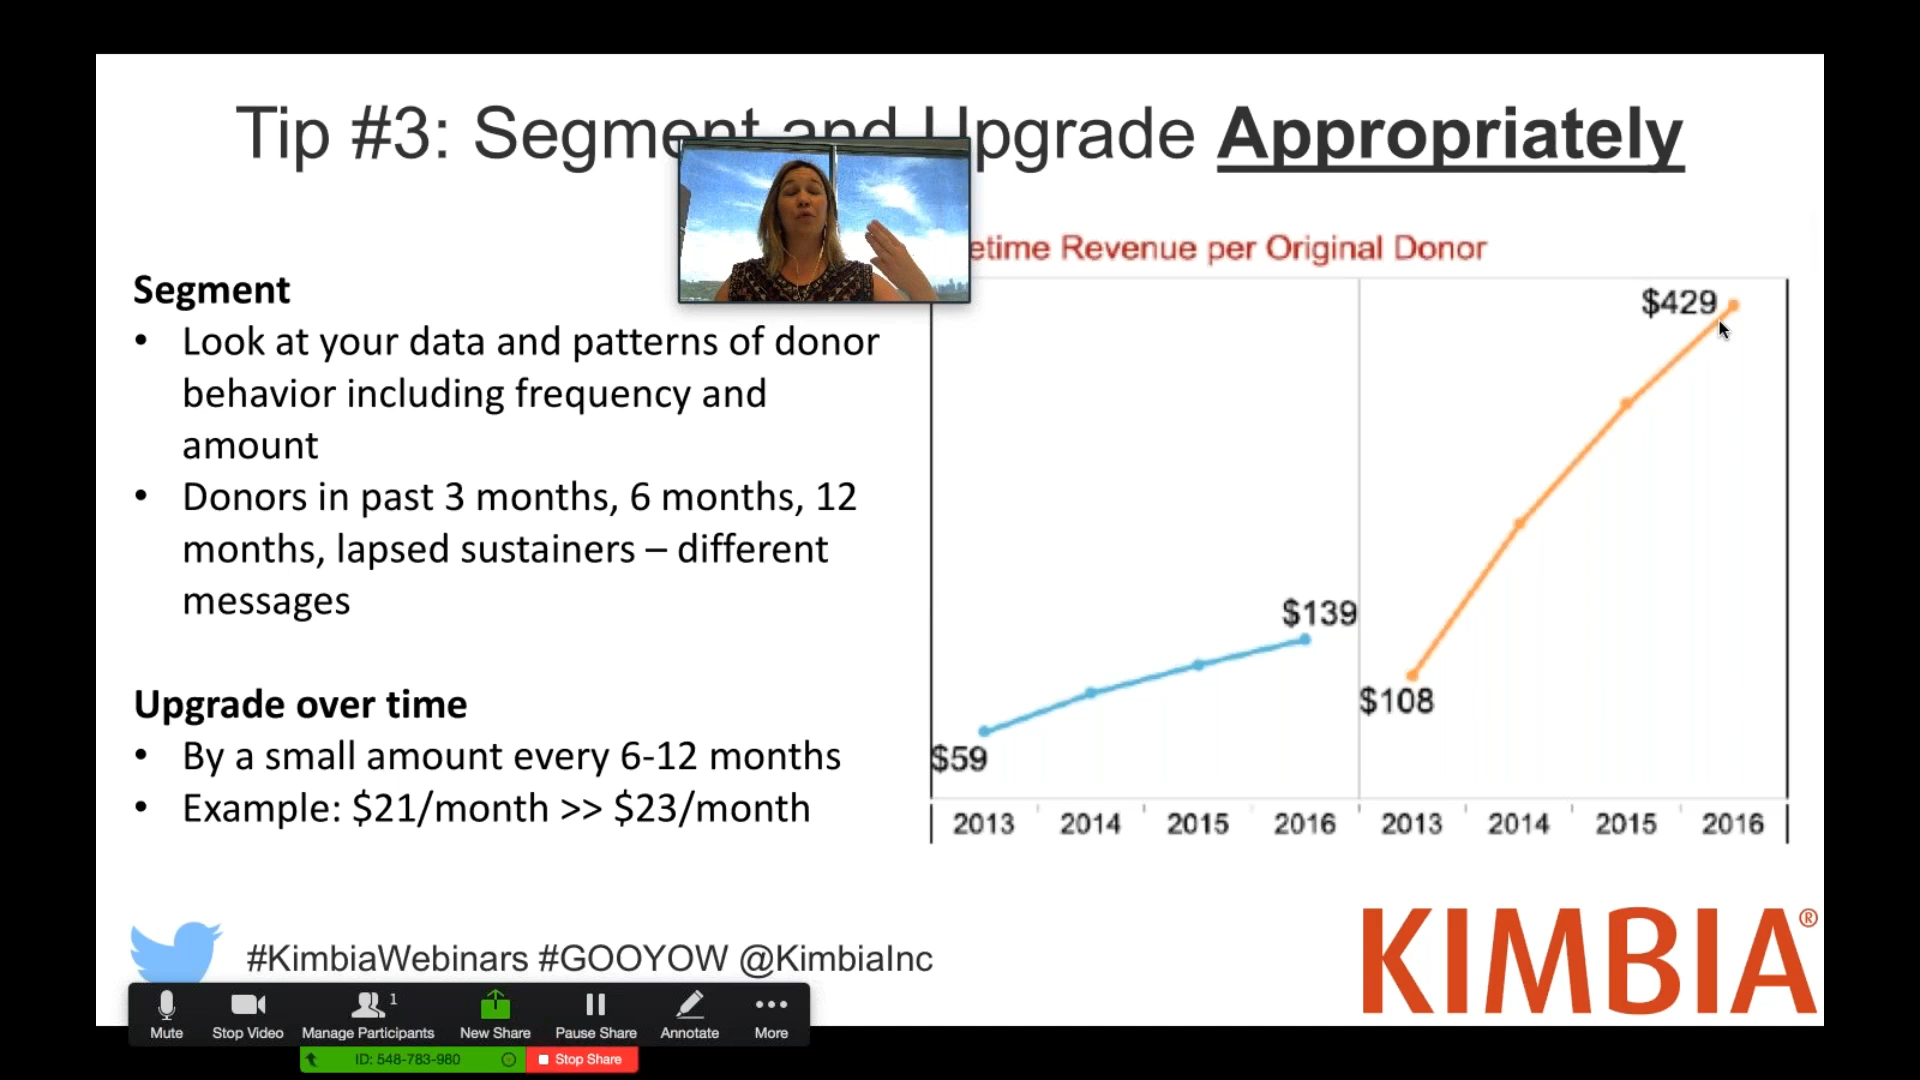 Tip #3: Segment and Upgrade Appropriately
etime Revenue per Original Donor
Segment
• Look at your data and patterns of donor
behavior including frequency and
amount
• Donors in past 3 months, 6 months, 12
months, lapsed sustainers – different
messages
Upgrade over time
• By a small amount every 6-12 months
• Example: $21/month >> $23/month
$429
$139
$108
$59
2013 2014 2015 2016 2013 2014 2015 2016
#KimbiaWebinars #GOOYOW @KimbiaInc
KIMBIA®
1
Mute Stop Video Manage Participants New Share Pause Share Annotate More
ID: 548-783-980 Stop Share